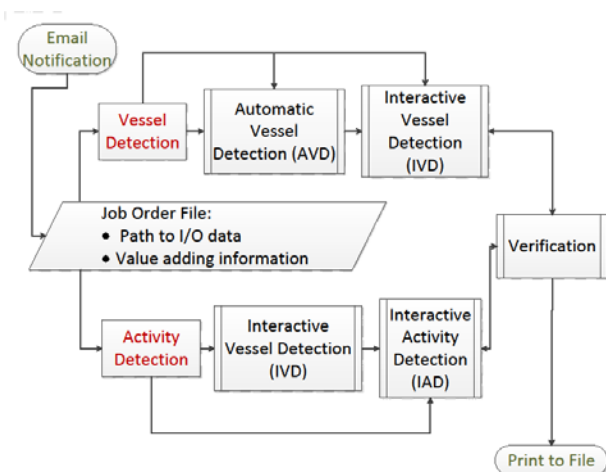 Email
Notification
Vessel
Detection
Automatic
Vessel
Detection (AVD)
Interactive
Vessel
Detection
(IVD)
Job Order File:
• Path to I/O data
• Value adding information
Verification
Activity
Detection
Interactive
Vessel Detection
(IVD)
Interactive
Activity
Detection
(IAD)
Print to File